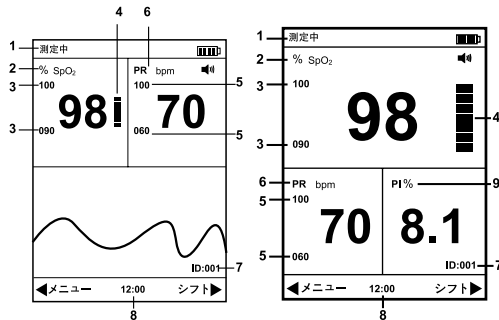 4 6
1 測定中
2 % SpO₂ PR bpm
3 100 100 5
98 70
3 090 060 5
ID:001 7
◀メニュー 12:00 シフト▶
8
1 測定中
2 % SpO₂
3 100
98 4
3 090
6 PR bpm PI% 9
5 100
70 8.1
5 060
ID:001 7
◀メニュー 12:00 シフト▶
8